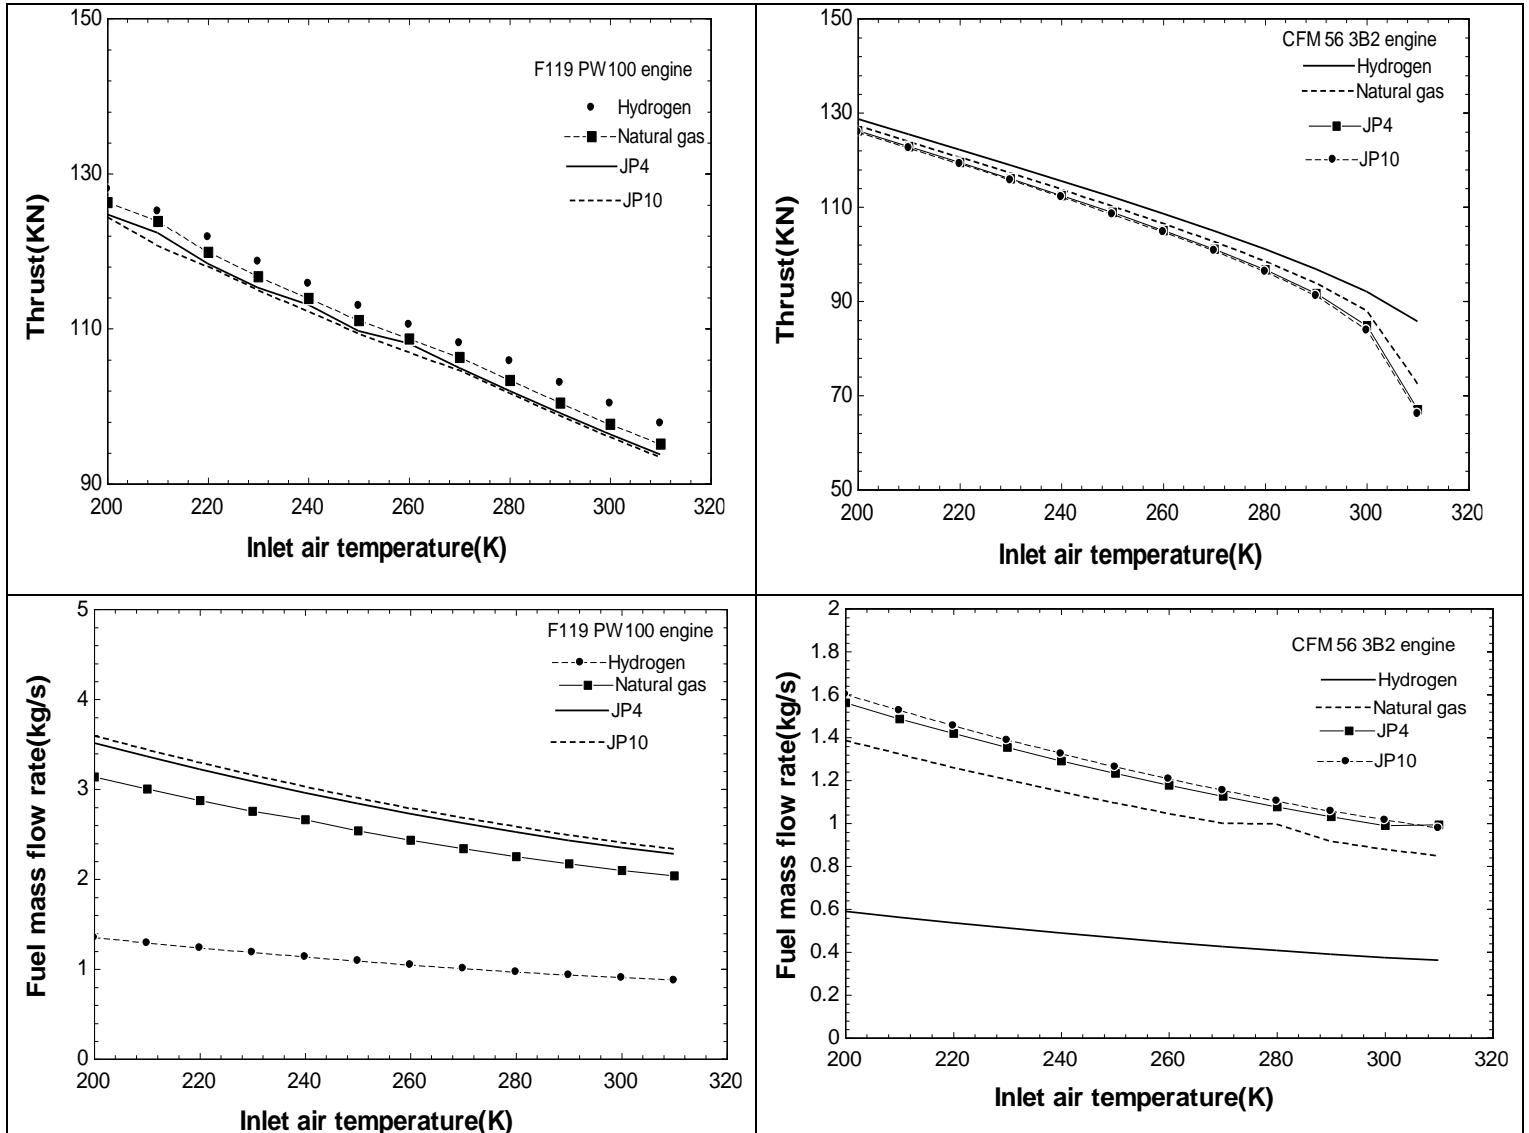 150
F119 PW100 engine
Hydrogen
Natural gas
JP4
JP10
130
110
90
200
220
240
260
280
300
320
Thrust(KN)
Inlet air temperature(K)
150
CFM 56 3B2 engine
Hydrogen
Natural gas
JP4
JP10
130
110
90
70
50
200
220
240
260
280
300
320
Thrust(KN)
Inlet air temperature(K)
5
F119 PW100 engine
Hydrogen
Natural gas
JP4
JP10
4
3
2
1
0
200
220
240
260
280
300
320
Fuel mass flow rate(kg/s)
Inlet air temperature(K)
2
CFM 56 3B2 engine
Hydrogen
Natural gas
JP4
JP10
1.8
1.6
1.4
1.2
1
0.8
0.6
0.4
0.2
0
200
220
240
260
280
300
320
Fuel mass flow rate(kg/s)
Inlet air temperature(K)